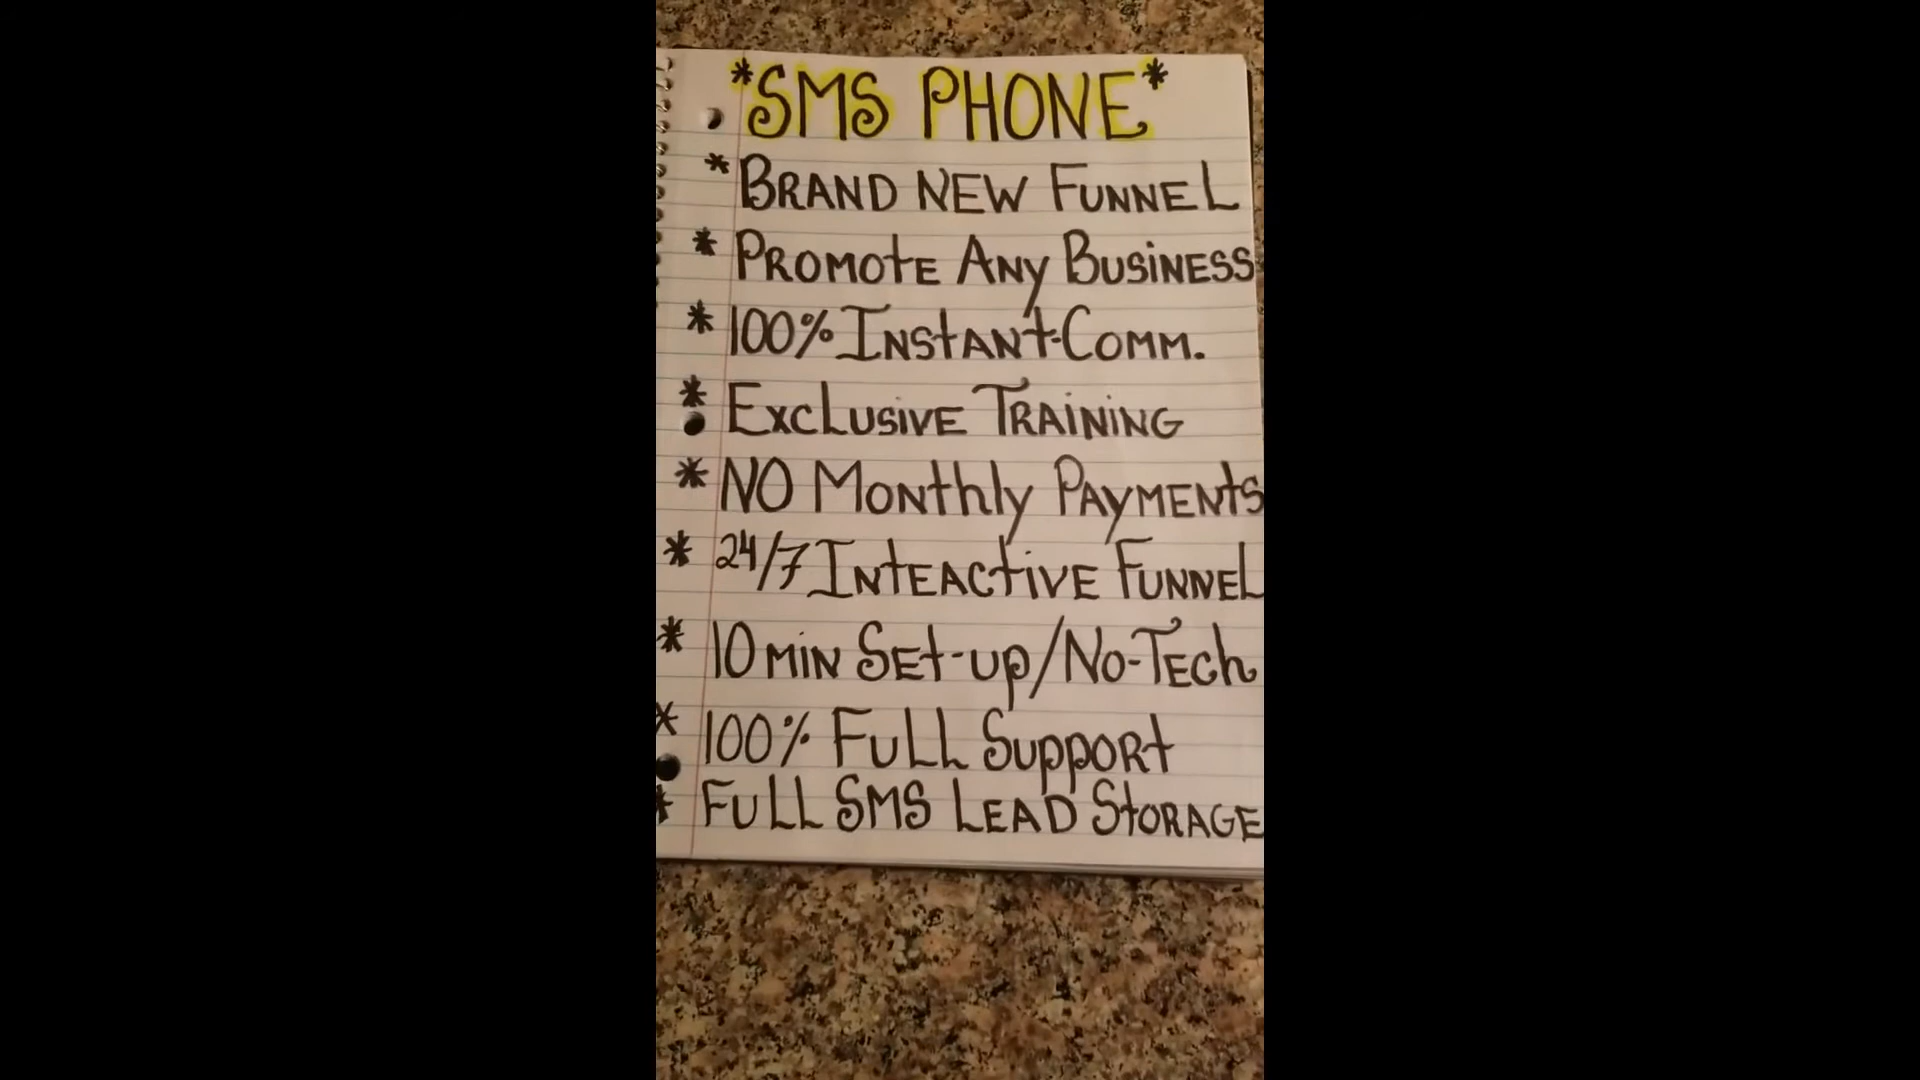 *SMS PHONE*
* BRAND NEW FUNNEL
* PROMOTE ANY BUSINESS
* 100% INSTANT-COMM.
* EXCLUSIVE TRAINING
* NO MONTHLY PAYMENTS
* 24/7 INTEACTIVE FUNNEL
* 10 MIN SET-UP/NO-TECH
* 100% FULL SUPPORT
* FULL SMS LEAD STORAGE